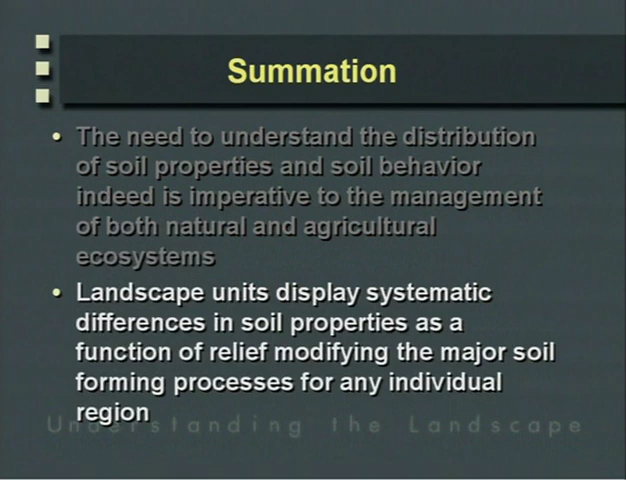 Summation
• The need to understand the distribution
of soil properties and soil behavior
indeed is imperative to the management
of both natural and agricultural
ecosystems
• Landscape units display systematic
differences in soil properties as a
function of relief modifying the major soil
forming processes for any individual
region
Understanding the Landscape